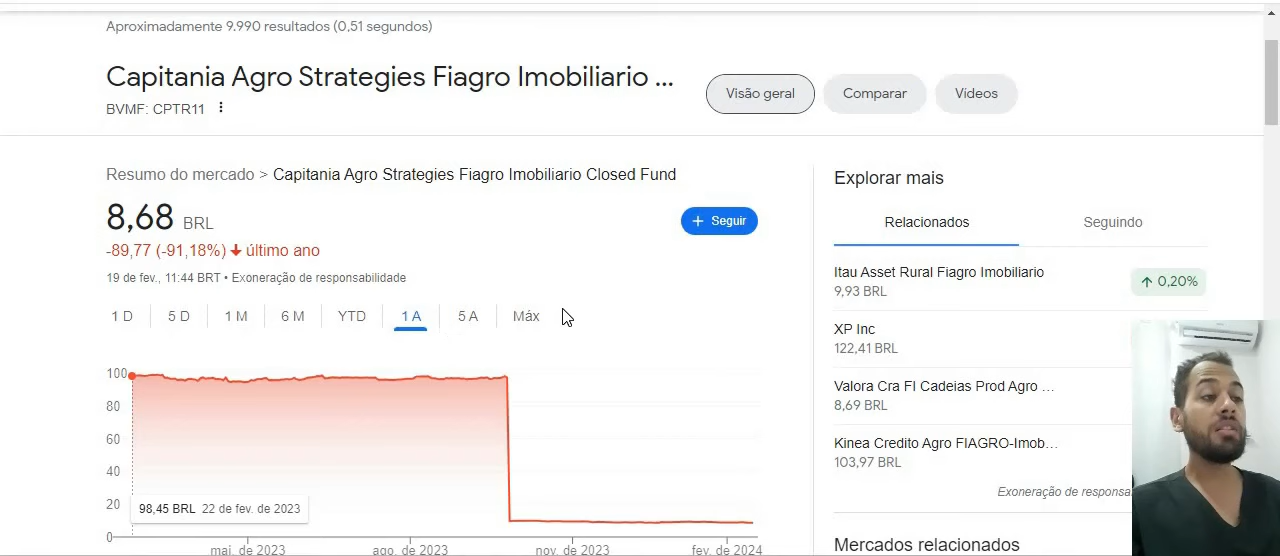 Aproximadamente 9.990 resultados (0,51 segundos)
Capitania Agro Strategies Fiagro Imobiliario ...
BVMF: CPTR11
Visão geral
Comparar
Vídeos
Resumo do mercado > Capitania Agro Strategies Fiagro Imobiliario Closed Fund
8,68 BRL
+ Seguir
-89,77 (-91,18%) último ano
19 de fev., 11:44 BRT • Exoneração de responsabilidade
1 D
5 D
1 M
6 M
YTD
1 A
5 A
Máx
100
80
60
40
20
0
98,45 BRL 22 de fev. de 2023
mai. de 2023
ago. de 2023
nov. de 2023
fev. de 2024
Explorar mais
Relacionados
Seguindo
Itau Asset Rural Fiagro Imobiliario
9,93 BRL
0,20%
XP Inc
122,41 BRL
Valora Cra FI Cadeias Prod Agro ...
8,69 BRL
Kinea Credito Agro FIAGRO-Imob...
103,97 BRL
Exoneração de responsa
Mercados relacionados